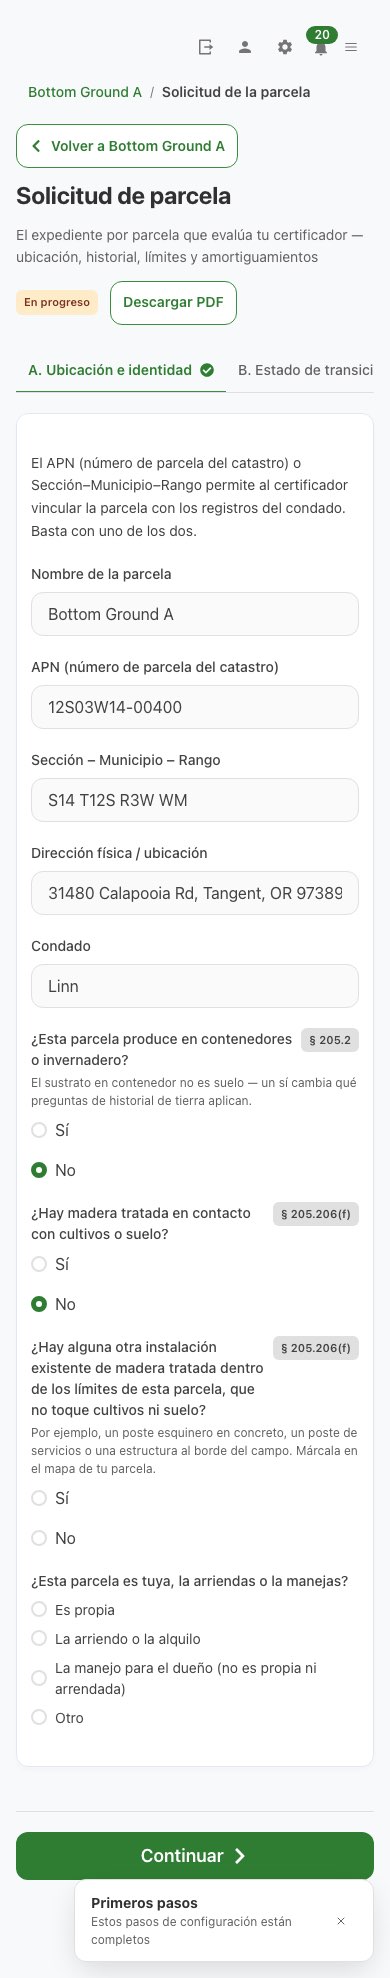 20
Bottom Ground A / Solicitud de la parcela
Volver a Bottom Ground A
Solicitud de parcela
El expediente por parcela que evalúa tu certificador —
ubicación, historial, límites y amortiguamientos
En progreso
Descargar PDF
A. Ubicación e identidad
B. Estado de transici
El APN (número de parcela del catastro) o
Sección–Municipio–Rango permite al certificador
vincular la parcela con los registros del condado.
Basta con uno de los dos.
Nombre de la parcela
Bottom Ground A
APN (número de parcela del catastro)
12S03W14-00400
Sección – Municipio – Rango
S14 T12S R3W WM
Dirección física / ubicación
31480 Calapooia Rd, Tangent, OR 97389
Condado
Linn
¿Esta parcela produce en contenedores
o invernadero?
§ 205.2
El sustrato en contenedor no es suelo — un sí cambia qué
preguntas de historial de tierra aplican.
Sí
No
¿Hay madera tratada en contacto
con cultivos o suelo?
§ 205.206(f)
Sí
No
¿Hay alguna otra instalación
existente de madera tratada dentro
de los límites de esta parcela, que
no toque cultivos ni suelo?
§ 205.206(f)
Por ejemplo, un poste esquinero en concreto, un poste de
servicios o una estructura al borde del campo. Márcala en
el mapa de tu parcela.
Sí
No
¿Esta parcela es tuya, la arriendas o la manejas?
Es propia
La arriendo o la alquilo
La manejo para el dueño (no es propia ni
arrendada)
Otro
Continuar
Primeros pasos
Estos pasos de configuración están
completos